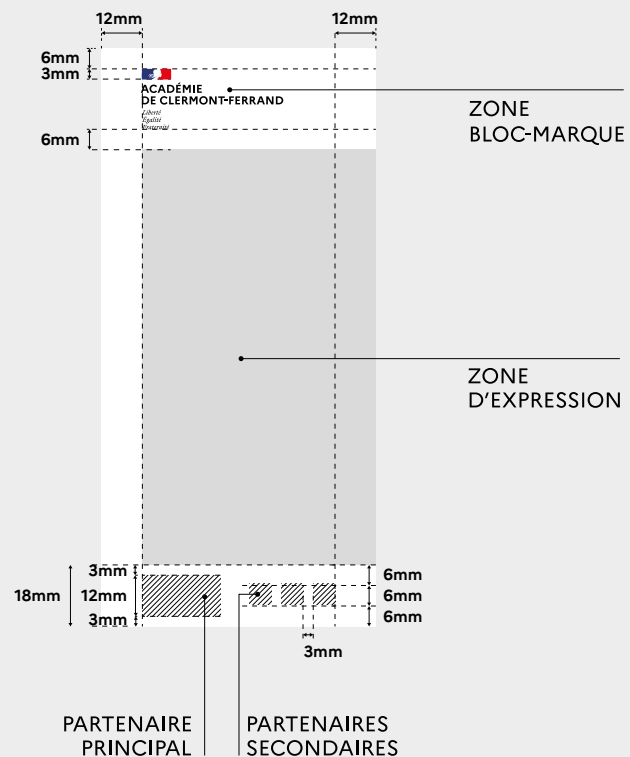 12mm
12mm
6mm
3mm
ACADÉMIE
DE CLERMONT-FERRAND
Liberté
Égalité
Fraternité
ZONE
BLOC-MARQUE
6mm
ZONE
D'EXPRESSION
3mm
18mm
12mm
3mm
6mm
6mm
6mm
3mm
PARTENAIRE
PRINCIPAL
PARTENAIRES
SECONDAIRES